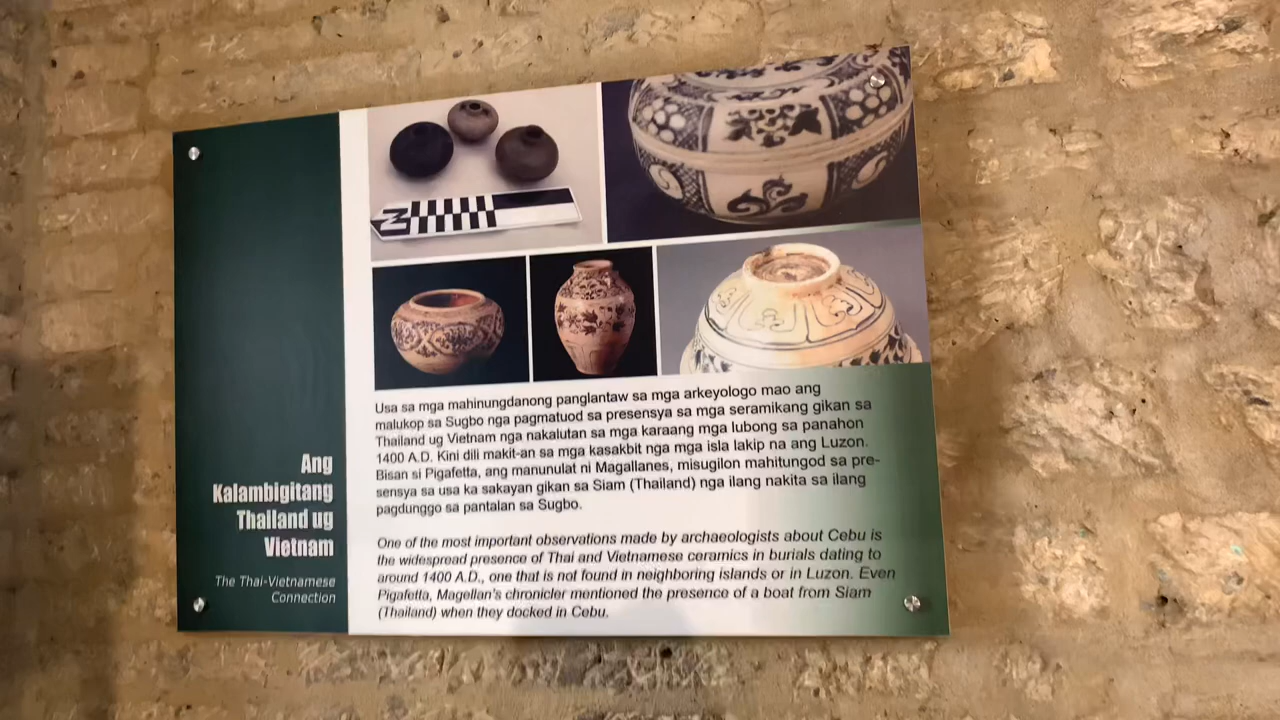 Ang
Kalambigitang
Thailand ug
Vietnam
The Thai-Vietnamese
Connection
Usa sa mga mahinungdanong panglantaw sa mga arkeyologo mao ang
malukop sa Sugbo nga pagmatuod sa presensya sa mga seramikang gikan sa
Thailand ug Vietnam nga nakalutan sa mga karaang mga lubong sa panahon
1400 A.D. Kini dili makit-an sa mga kasakbit nga mga isla lakip na ang Luzon.
Bisan si Pigafetta, ang manunulat ni Magallanes, misugilon mahitungod sa pre-
sensya sa usa ka sakayan gikan sa Siam (Thailand) nga ilang nakita sa ilang
pagdunggo sa pantalan sa Sugbo.
One of the most important observations made by archaeologists about Cebu is
the widespread presence of Thai and Vietnamese ceramics in burials dating to
around 1400 A.D., one that is not found in neighboring islands or in Luzon. Even
Pigafetta, Magellan's chronicler mentioned the presence of a boat from Siam
(Thailand) when they docked in Cebu.